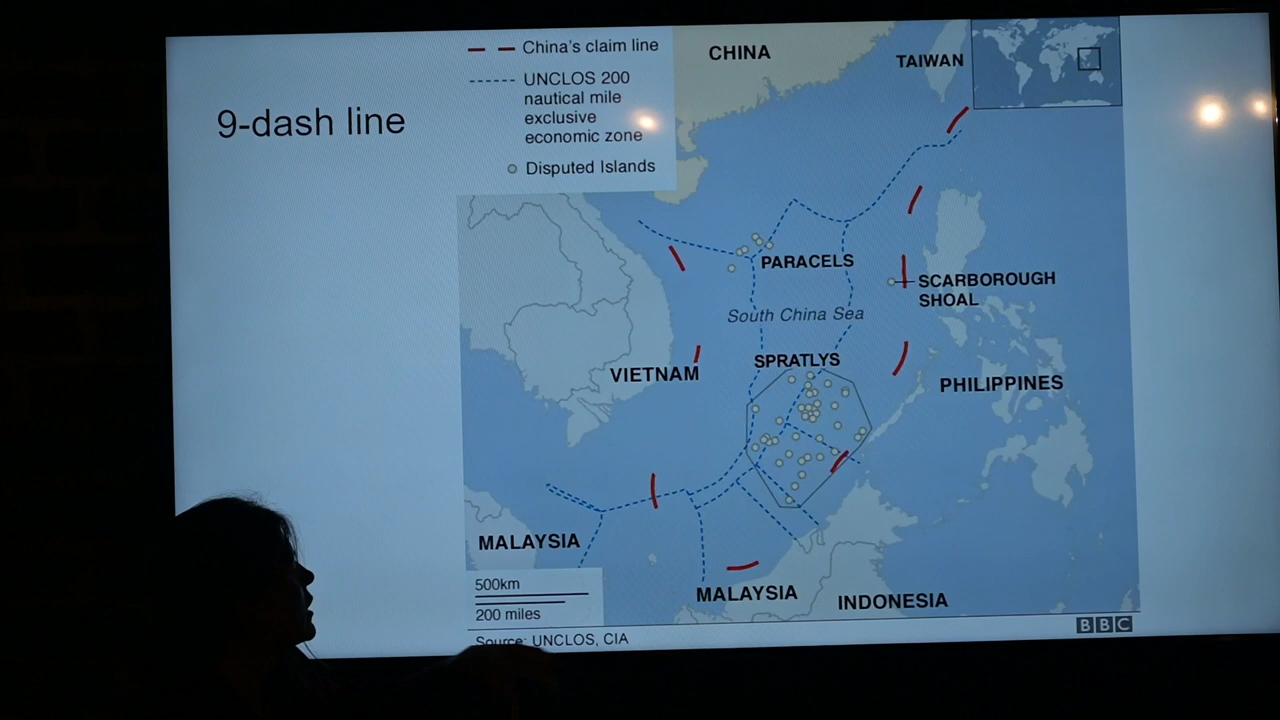 9-dash line
China's claim line
UNCLOS 200
nautical mile
exclusive
economic zone
Disputed Islands
CHINA
TAIWAN
PARACELS
SCARBOROUGH
SHOAL
South China Sea
SPRATLYS
VIETNAM
PHILIPPINES
MALAYSIA
MALAYSIA
INDONESIA
500km
200 miles
Source: UNCLOS, CIA
BBC